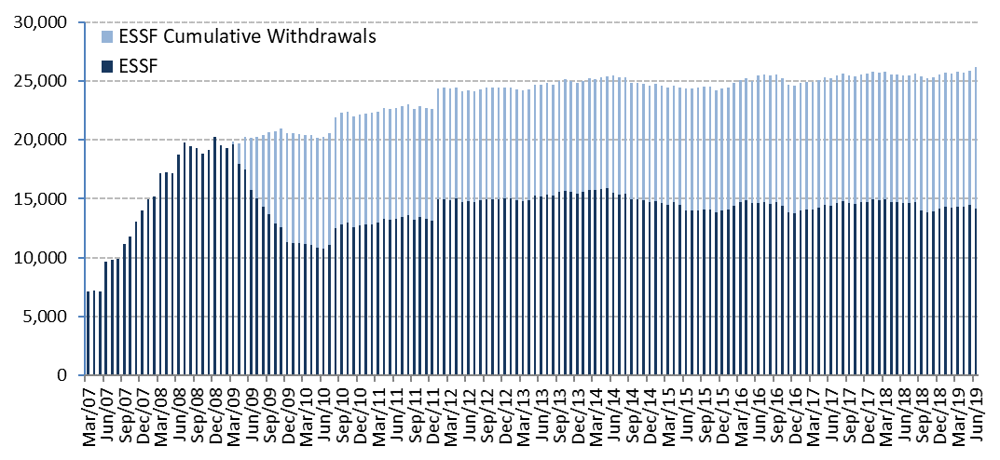 30,000
25,000
20,000
15,000
10,000
5,000
0
ESSF Cumulative Withdrawals
ESSF
Mar/07
Jun/07
Sep/07
Dec/07
Mar/08
Jun/08
Sep/08
Dec/08
Mar/09
Jun/09
Sep/09
Dec/09
Mar/10
Jun/10
Sep/10
Dec/10
Mar/11
Jun/11
Sep/11
Dec/11
Mar/12
Jun/12
Sep/12
Dec/12
Mar/13
Jun/13
Sep/13
Dec/13
Mar/14
Jun/14
Sep/14
Dec/14
Mar/15
Jun/15
Sep/15
Dec/15
Mar/16
Jun/16
Sep/16
Dec/16
Mar/17
Jun/17
Sep/17
Dec/17
Mar/18
Jun/18
Sep/18
Dec/18
Mar/19
Jun/19